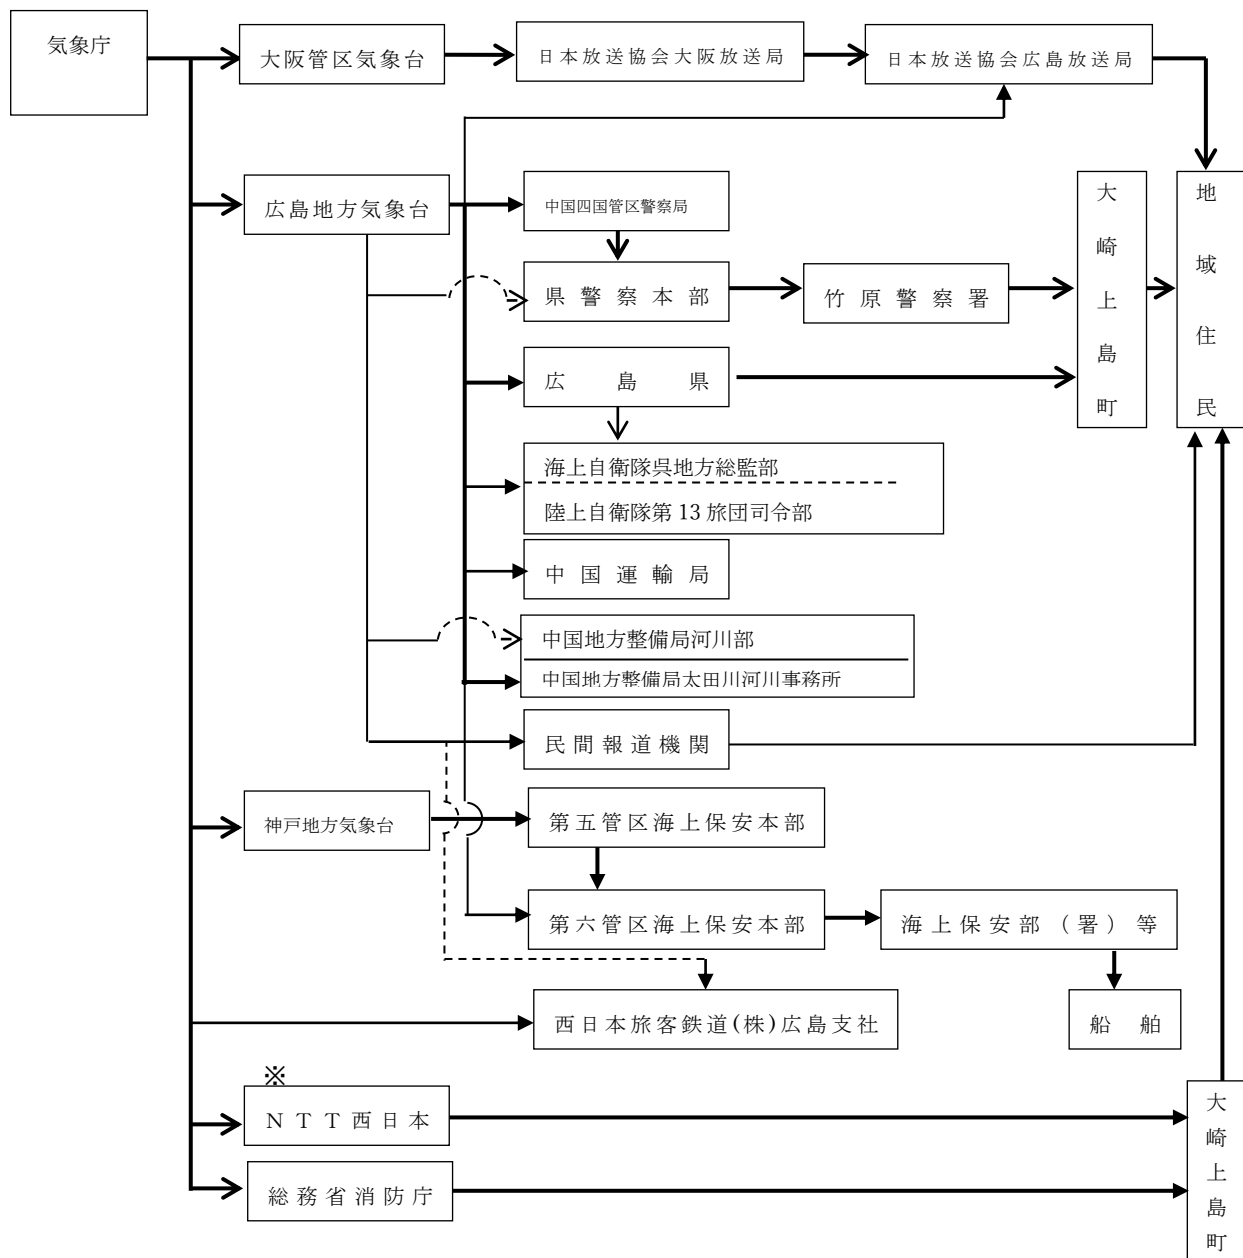 気象庁
大阪管区気象台
日本放送協会大阪放送局
日本放送協会広島放送局
広島地方気象台
中国四国管区警察局
大崎上島町
地域住民
県警察本部
竹原警察署
広島県
海上自衛隊呉地方総監部
陸上自衛隊第13旅団司令部
中国運輸局
中国地方整備局河川部
中国地方整備局太田川河川事務所
民間報道機関
神戸地方気象台
第五管区海上保安本部
第六管区海上保安本部
海上保安部（署）等
西日本旅客鉄道(株)広島支社
船舶
※
ＮＴＴ西日本
大崎上島町
総務省消防庁